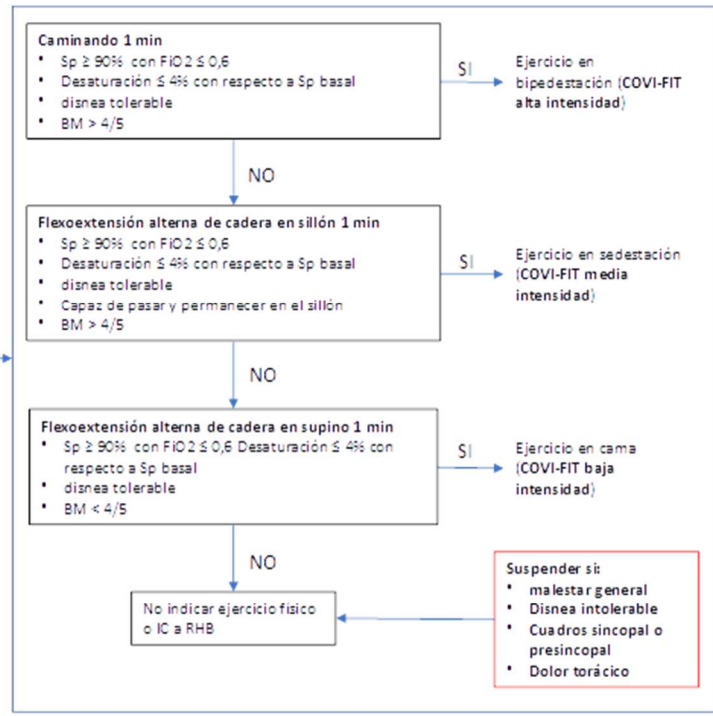 Caminando 1 min
• Sp ≥ 90% con FiO2 ≤ 0,6
• Desaturación ≤ 4% con respecto a Sp basal
• disnea tolerable
• BM > 4/5
SI
Ejercicio en
bipedestación (COVI-FIT
alta intensidad)
NO
Flexoextensión alterna de cadera en sillón 1 min
• Sp ≥ 90% con FiO2 ≤ 0,6
• Desaturación ≤ 4% con respecto a Sp basal
• disnea tolerable
• Capaz de pasar y permanecer en el sillón
• BM > 4/5
SI
Ejercicio en sedestación
(COVI-FIT media
intensidad)
NO
Flexoextensión alterna de cadera en supino 1 min
• Sp ≥ 90% con FiO2 ≤ 0,6 Desaturación ≤ 4% con
respecto a Sp basal
• disnea tolerable
• BM < 4/5
SI
Ejercicio en cama
(COVI-FIT baja
intensidad)
NO
No indicar ejercicio fisico
o IC a RHB
Suspender si:
• malestar general
• Disnea intolerable
• Cuadros sincopal o
presincopal
• Dolor torácico